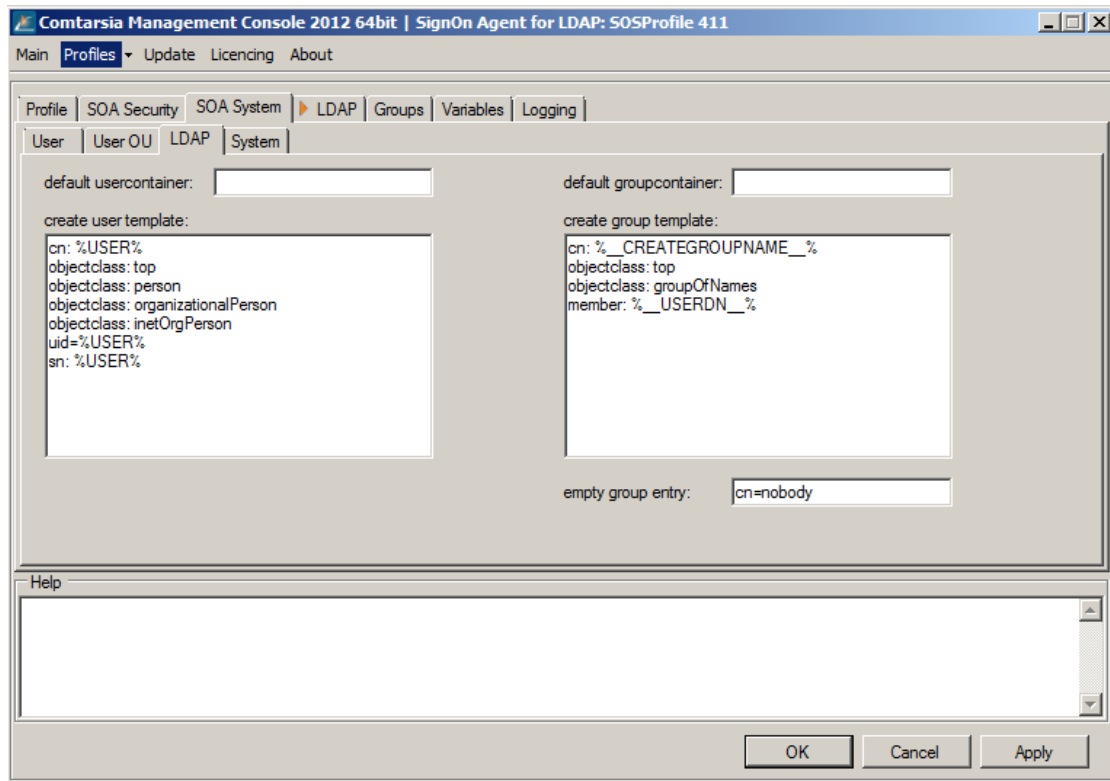 Comtarsia Management Console 2012 64bit | SignOn Agent for LDAP: SOSProfile 411
Main Profiles Update Licencing About
Profile SOA Security SOA System LDAP Groups Variables Logging
User User OU LDAP System
default usercontainer:
default groupcontainer:
create user template:
cn: %USER%
objectclass: top
objectclass: person
objectclass: organizationalPerson
objectclass: inetOrgPerson
uid=%USER%
sn: %USER%
create group template:
cn: %__CREATEGROUPNAME__%
objectclass: top
objectclass: groupOfNames
member: %__USERDN__%
empty group entry: cn=nobody
Help
OK Cancel Apply